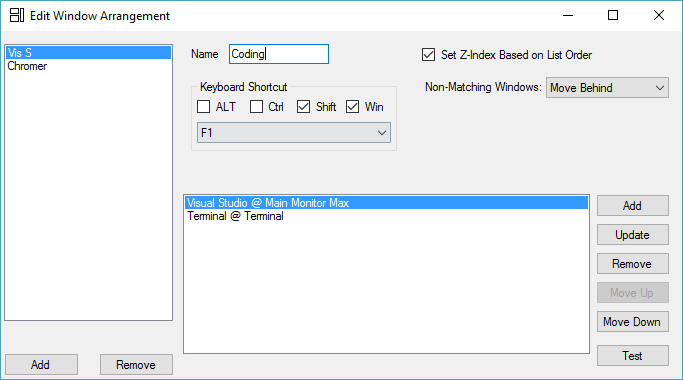 Edit Window Arrangement
Vis S
Chromer
Add
Remove
Name
Coding
Set Z-Index Based on List Order
Keyboard Shortcut
ALT
Ctrl
Shift
Win
F1
Non-Matching Windows:
Move Behind
Visual Studio @ Main Monitor Max
Terminal @ Terminal
Add
Update
Remove
Move Up
Move Down
Test